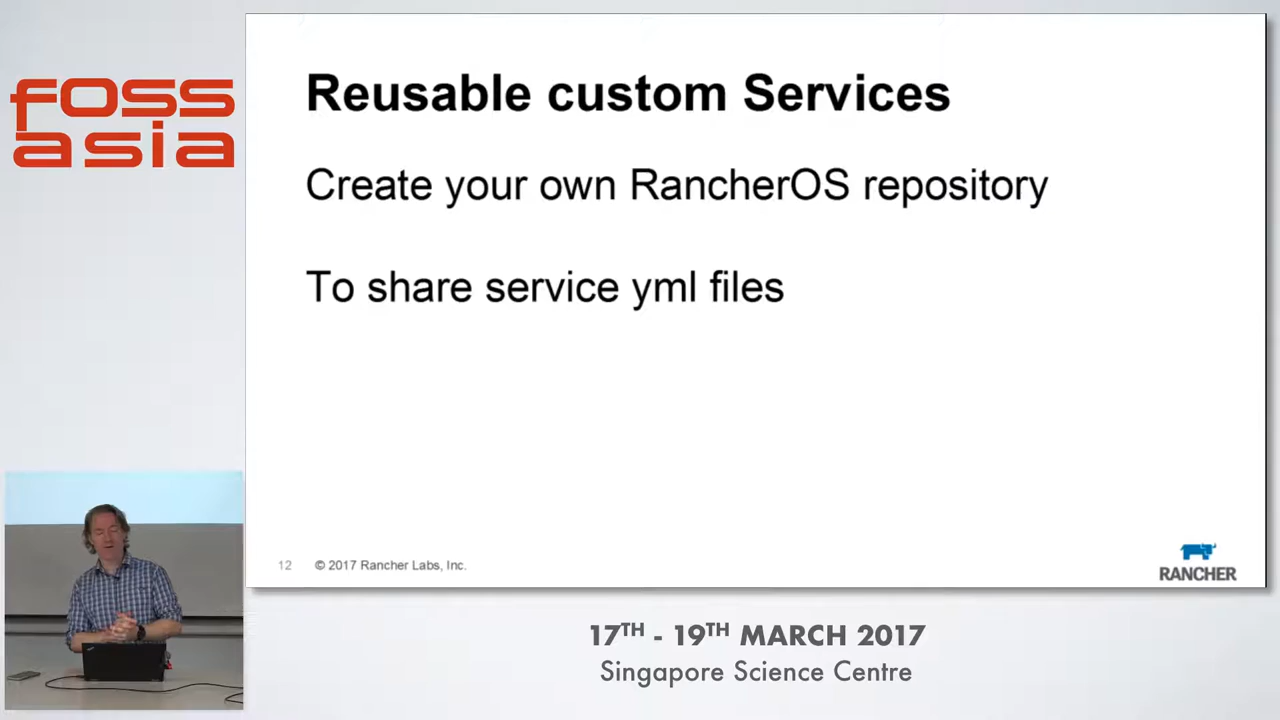 foss
asia
Reusable custom Services
Create your own RancherOS repository
To share service yml files
12 © 2017 Rancher Labs, Inc.
RANCHER
17TH - 19TH MARCH 2017
Singapore Science Centre